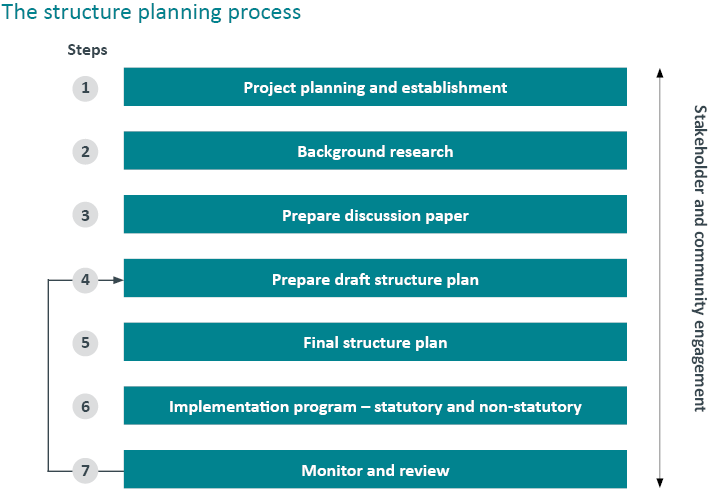 The structure planning process
Steps
1
Project planning and establishment
2
Background research
3
Prepare discussion paper
4
Prepare draft structure plan
5
Final structure plan
6
Implementation program – statutory and non-statutory
7
Monitor and review
Stakeholder and community engagement